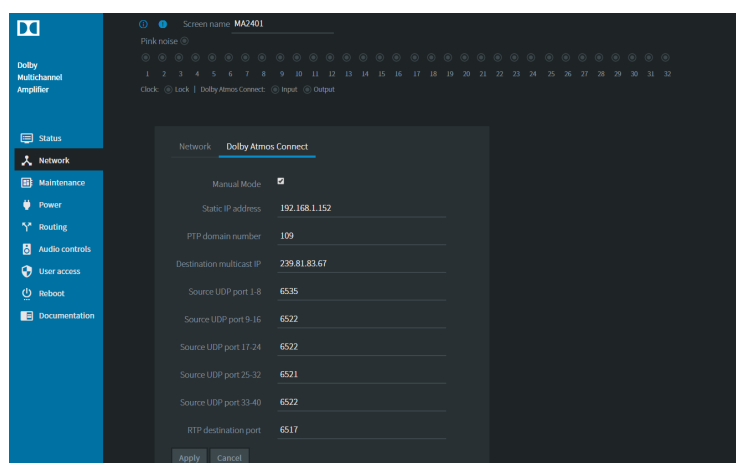 Screen name MA2401
Pink noise
1 2 3 4 5 6 7 8 9 10 11 12 13 14 15 16 17 18 19 20 21 22 23 24 25 26 27 28 29 30 31 32
Clock: Lock | Dolby Atmos Connect: Input Output
Dolby
Multichannel
Amplifier
Status
Network
Maintenance
Power
Routing
Audio controls
User access
Reboot
Documentation
Network Dolby Atmos Connect
Manual Mode
Static IP address 192.168.1.152
PTP domain number 109
Destination multicast IP 239.81.83.67
Source UDP port 1-8 6535
Source UDP port 9-16 6522
Source UDP port 17-24 6522
Source UDP port 25-32 6521
Source UDP port 33-40 6522
RTP destination port 6517
Apply Cancel